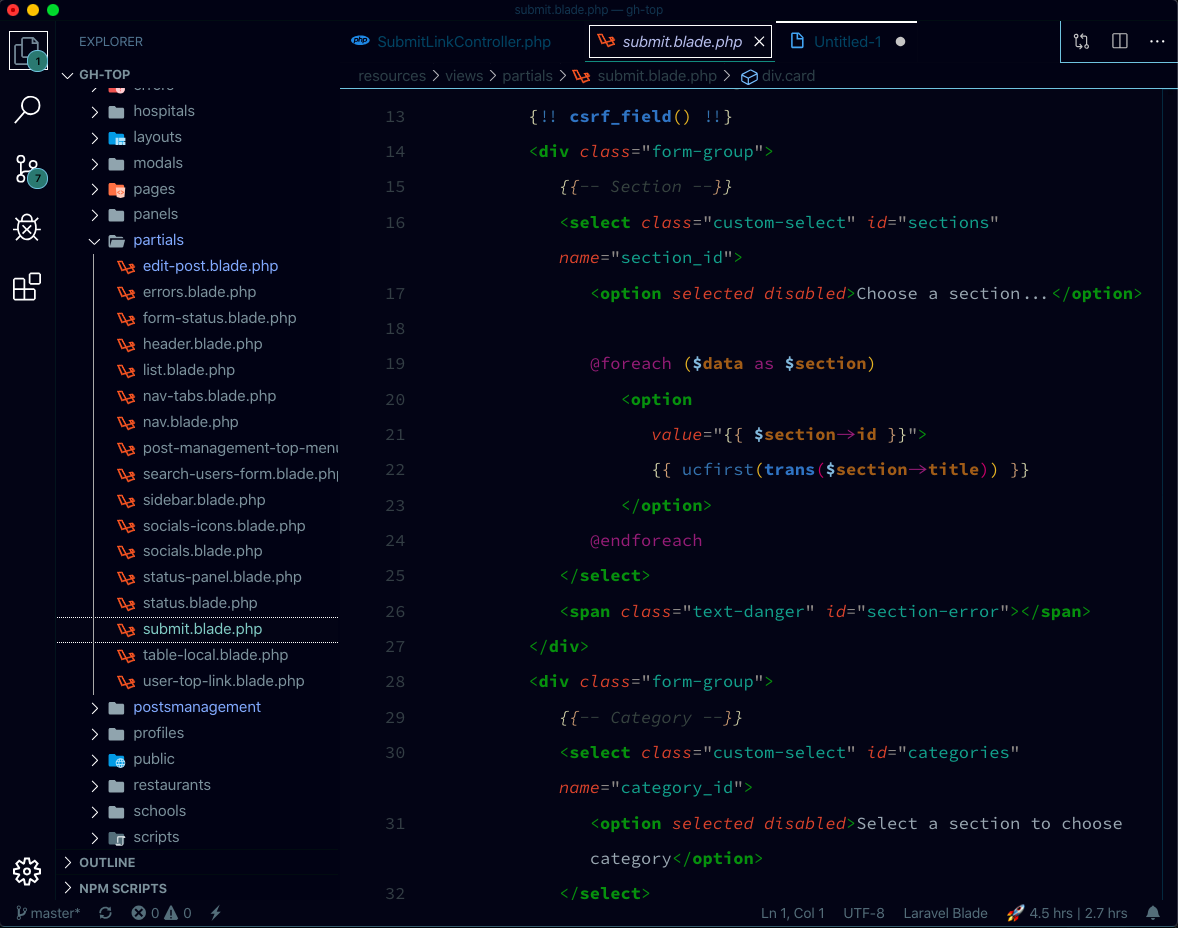 submit.blade.php — gh-top
EXPLORER
GH-TOP
errors
hospitals
layouts
modals
pages
panels
partials
edit-post.blade.php
errors.blade.php
form-status.blade.php
header.blade.php
list.blade.php
nav-tabs.blade.php
nav.blade.php
post-management-top-menu
search-users-form.blade.php
sidebar.blade.php
socials-icons.blade.php
socials.blade.php
status-panel.blade.php
status.blade.php
submit.blade.php
table-local.blade.php
user-top-link.blade.php
postsmanagement
profiles
public
restaurants
schools
scripts
OUTLINE
NPM SCRIPTS
1
7
php SubmitLinkController.php submit.blade.php Untitled-1
resources > views > partials > submit.blade.php > div.card
13 {!! csrf_field() !!}
14 <div class="form-group">
15 {{-- Section --}}
16 <select class="custom-select" id="sections"
name="section_id">
17 <option selected disabled>Choose a section...</option>
18
19 @foreach ($data as $section)
20 <option
21 value="{{ $section->id }}">
22 {{ ucfirst(trans($section->title)) }}
23 </option>
24 @endforeach
25 </select>
26 <span class="text-danger" id="section-error"></span>
27 </div>
28 <div class="form-group">
29 {{-- Category --}}
30 <select class="custom-select" id="categories"
name="category_id">
31 <option selected disabled>Select a section to choose
category</option>
32 </select>
master* 0 0 Ln 1, Col 1 UTF-8 Laravel Blade 🚀 4.5 hrs | 2.7 hrs